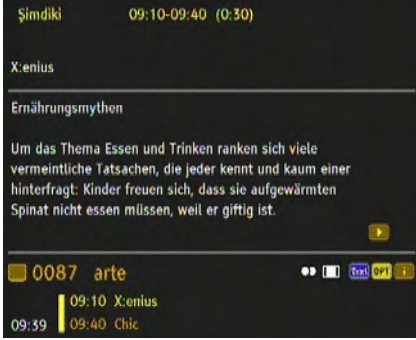 Şimdiki 09:10-09:40 (0:30)
X:enius
Ernährungsmythen
Um das Thema Essen und Trinken ranken sich viele
vermeintliche Tatsachen, die jeder kennt und kaum einer
hinterfragt: Kinder freuen sich, dass sie aufgewärmten
Spinat nicht essen müssen, weil er giftig ist.
0087 arte Text OPT i
09:10 X:enius
09:39 09:40 Chic